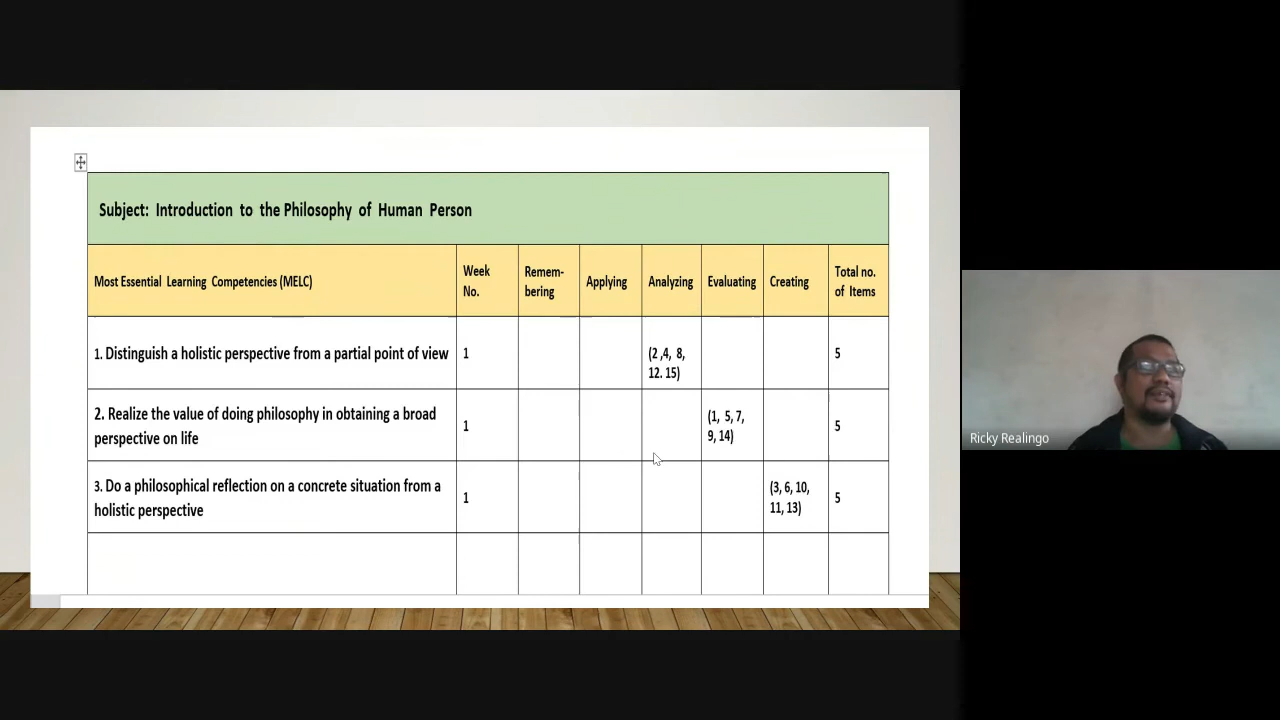 Subject: Introduction to the Philosophy of Human Person
Most Essential Learning Competencies (MELC)
Week
No.
Remem-
bering
Applying
Analyzing
Evaluating
Creating
Total no.
of Items
1. Distinguish a holistic perspective from a partial point of view
1
(2 ,4, 8,
12. 15)
5
2. Realize the value of doing philosophy in obtaining a broad
perspective on life
1
(1, 5, 7,
9, 14)
5
3. Do a philosophical reflection on a concrete situation from a
holistic perspective
1
(3, 6, 10,
11, 13)
5
Ricky Realingo